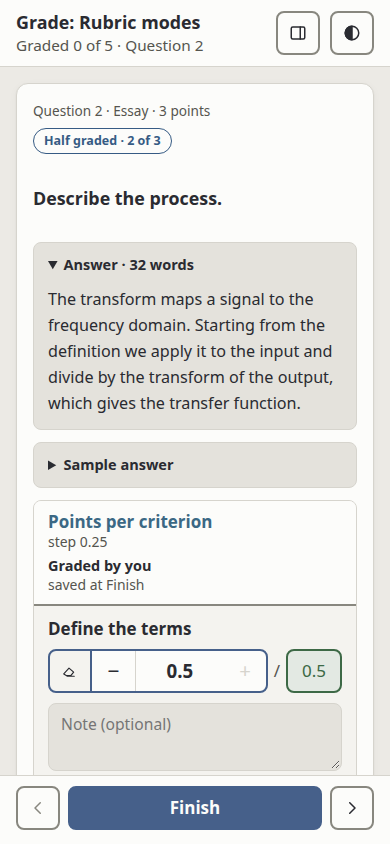 Grade: Rubric modes
Graded 0 of 5 · Question 2
Question 2 · Essay · 3 points
Half graded · 2 of 3
Describe the process.
Answer · 32 words
The transform maps a signal to the
frequency domain. Starting from the
definition we apply it to the input and
divide by the transform of the output,
which gives the transfer function.
Sample answer
Points per criterion
step 0.25
Graded by you
saved at Finish
Define the terms
− 0.5 + / 0.5
Note (optional)
Finish